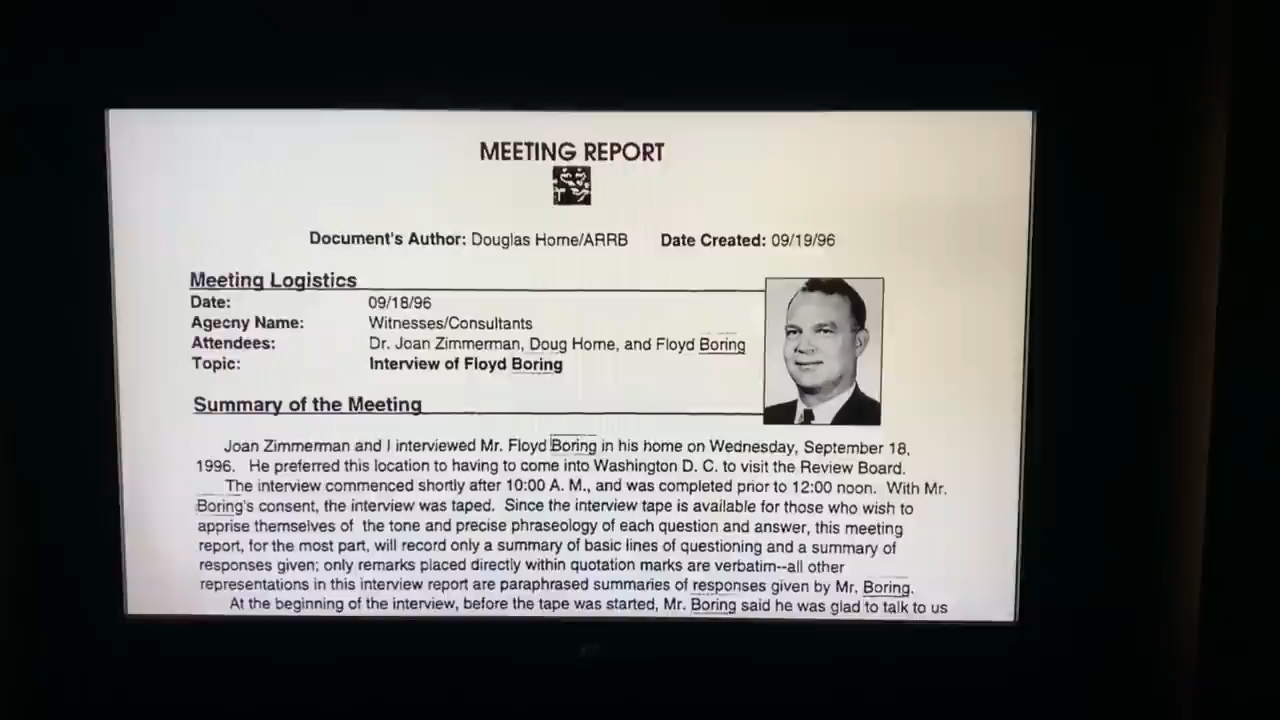 MEETING REPORT
Document's Author: Douglas Horne/ARRB Date Created: 09/19/96
Meeting Logistics
Date: 09/18/96
Agecny Name: Witnesses/Consultants
Attendees: Dr. Joan Zimmerman, Doug Horne, and Floyd Boring
Topic: Interview of Floyd Boring
Summary of the Meeting
Joan Zimmerman and I interviewed Mr. Floyd Boring in his home on Wednesday, September 18,
1996. He preferred this location to having to come into Washington D. C. to visit the Review Board.
The interview commenced shortly after 10:00 A. M., and was completed prior to 12:00 noon. With Mr.
Boring's consent, the interview was taped. Since the interview tape is available for those who wish to
apprise themselves of the tone and precise phraseology of each question and answer, this meeting
report, for the most part, will record only a summary of basic lines of questioning and a summary of
responses given; only remarks placed directly within quotation marks are verbatim--all other
representations in this interview report are paraphrased summaries of responses given by Mr. Boring.
At the beginning of the interview, before the tape was started, Mr. Boring said he was glad to talk to us